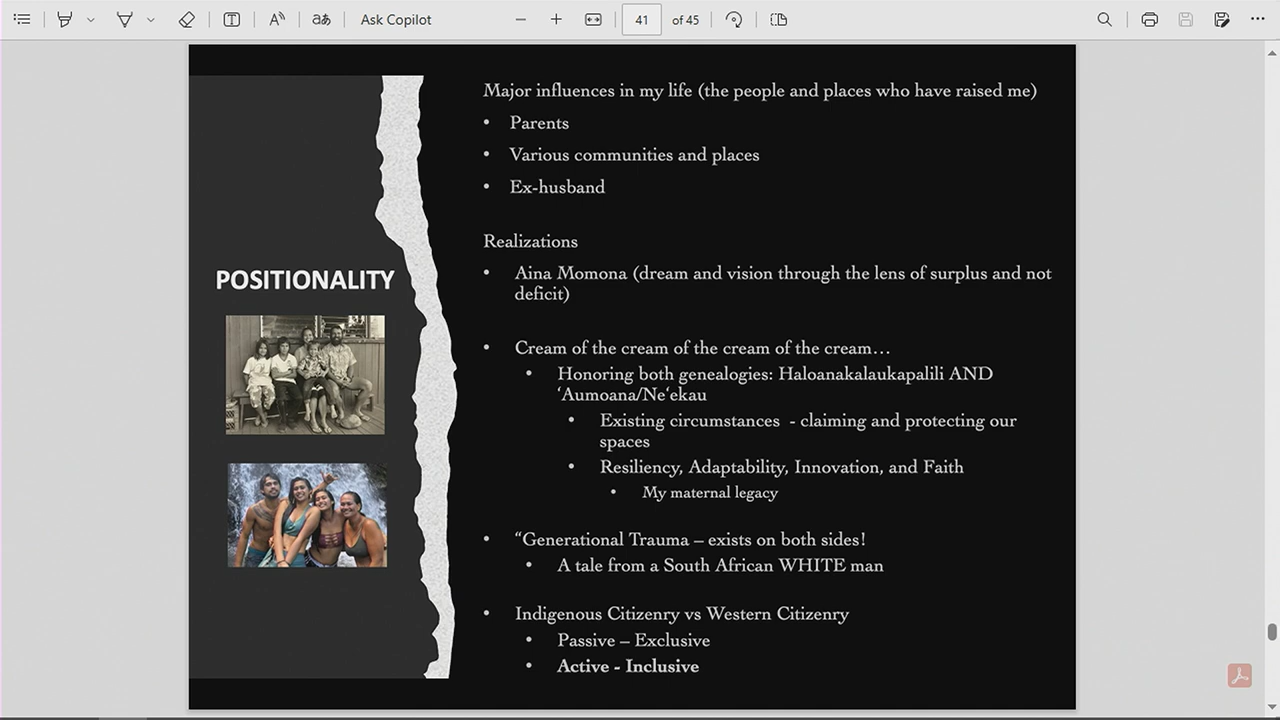 Ask Copilot
41 of 45
POSITIONALITY
Major influences in my life (the people and places who have raised me)
• Parents
• Various communities and places
• Ex-husband
Realizations
• Aina Momona (dream and vision through the lens of surplus and not
deficit)
• Cream of the cream of the cream of the cream…
• Honoring both genealogies: Haloanakalaukapalili AND
‘Aumoana/Ne‘ekau
• Existing circumstances - claiming and protecting our
spaces
• Resiliency, Adaptability, Innovation, and Faith
• My maternal legacy
• “Generational Trauma – exists on both sides!
• A tale from a South African WHITE man
• Indigenous Citizenry vs Western Citizenry
• Passive – Exclusive
• Active - Inclusive